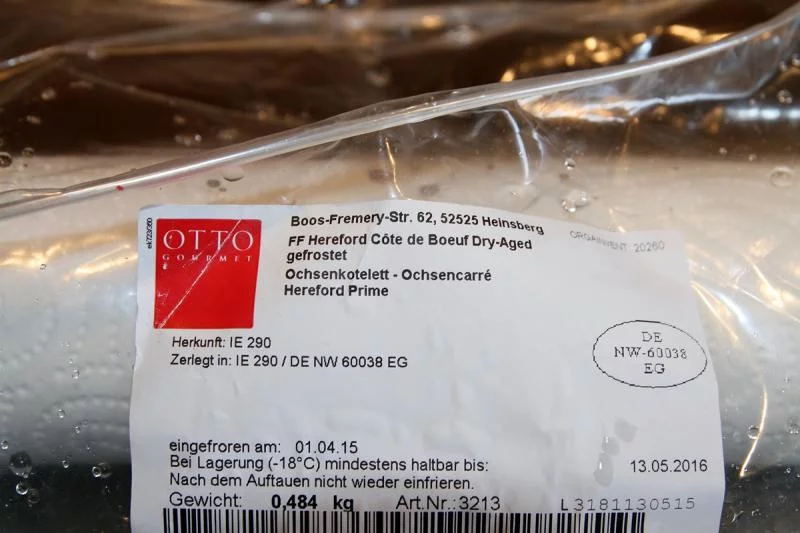 ek723/360
OTTO
GOURMET
Boos-Fremery-Str. 62, 52525 Heinsberg
FF Hereford Côte de Boeuf Dry-Aged
gefrostet
Ochsenkotelett - Ochsencarré
Hereford Prime
ORGAINVENT 20260
Herkunft: IE 290
Zerlegt in: IE 290 / DE NW 60038 EG
DE
NW-60038
EG
eingefroren am: 01.04.15
Bei Lagerung (-18°C) mindestens haltbar bis: 13.05.2016
Nach dem Auftauen nicht wieder einfrieren.
Gewicht: 0,484 kg Art.Nr.:3213 L3181130515